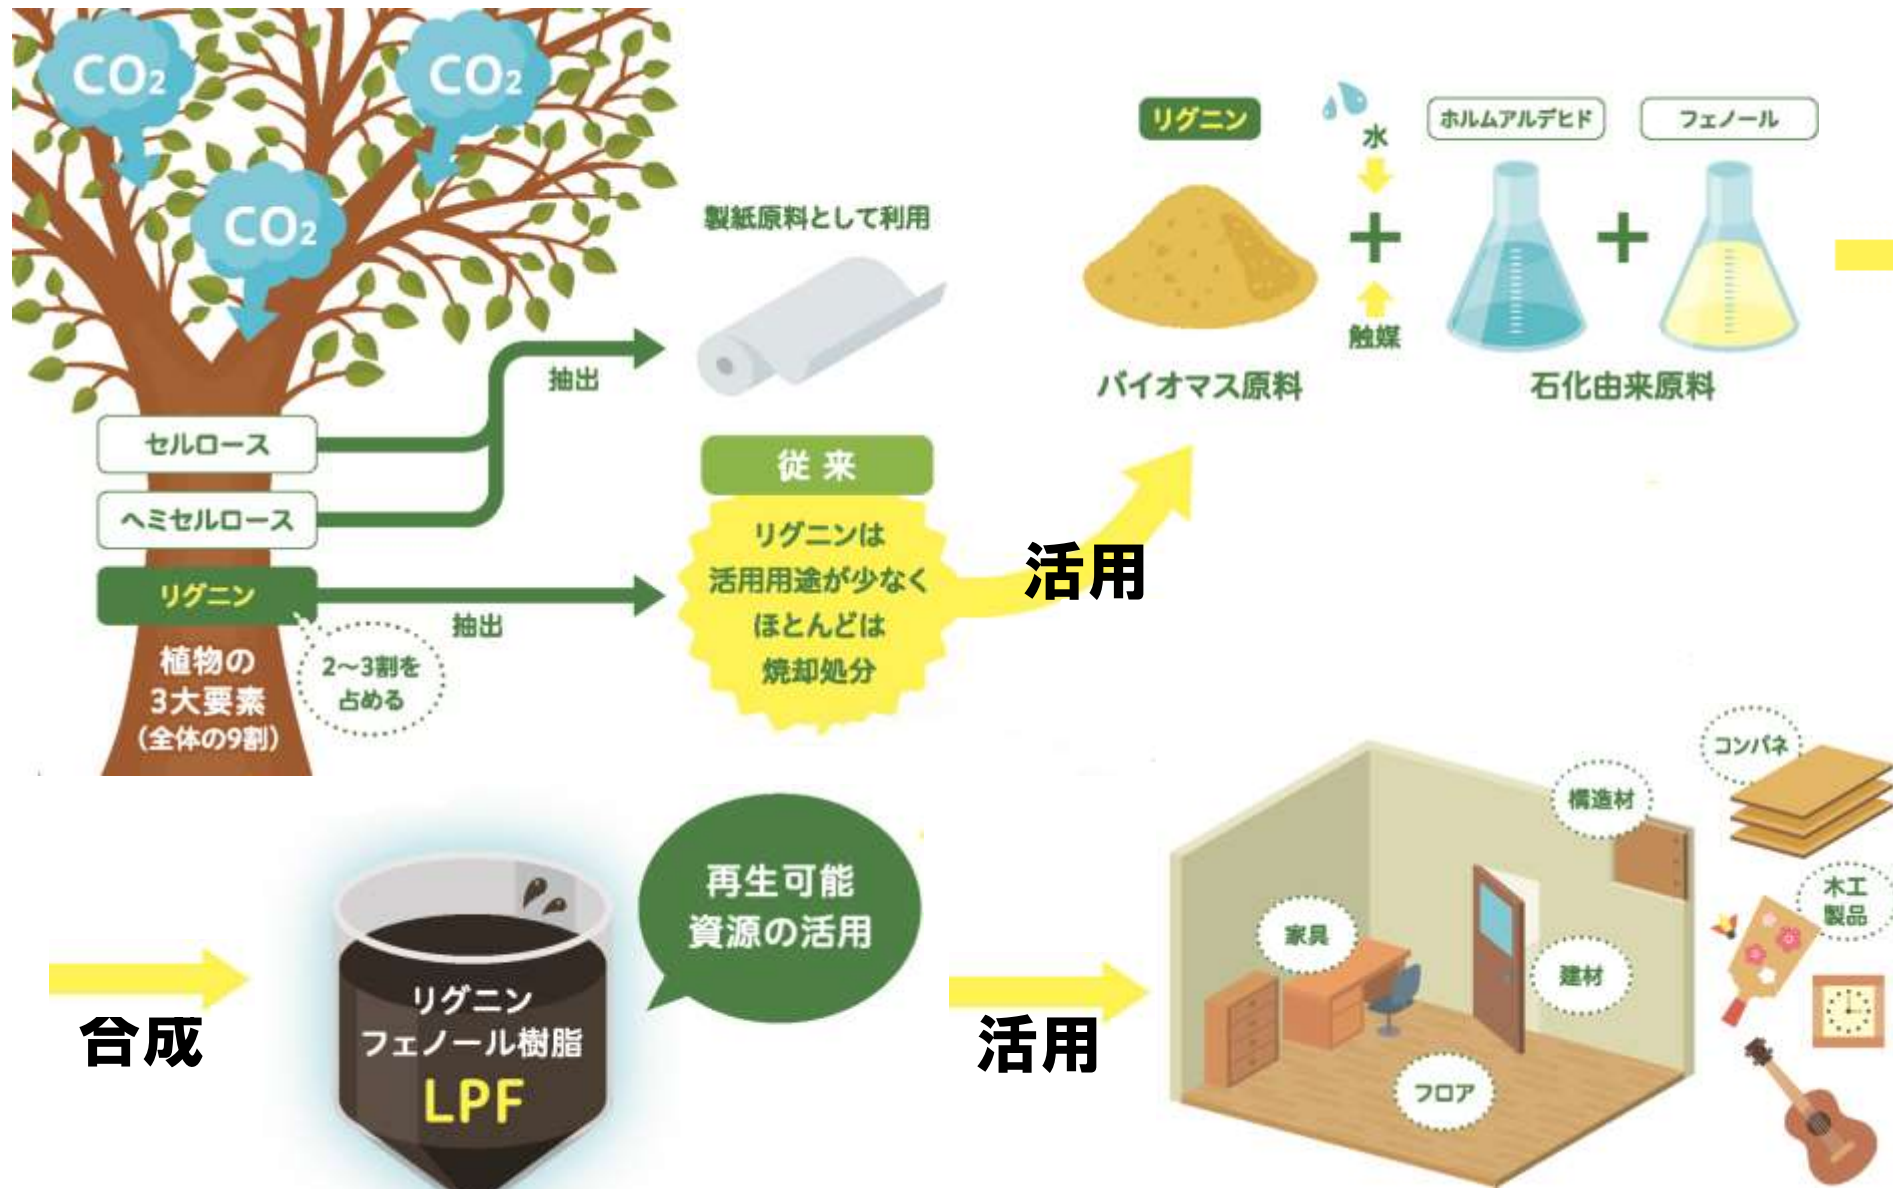 CO2
CO2
CO2
セルロース
ヘミセルロース
リグニン
植物の
3大要素
(全体の9割)
2〜3割を
占める
抽出
抽出
製紙原料として利用
従来
リグニンは
活用用途が少なく
ほとんどは
焼却処分
活用
リグニン
水
触媒
ホルムアルデヒド
フェノール
バイオマス原料
石化由来原料
合成
リグニン
フェノール樹脂
LPF
再生可能
資源の活用
活用
家具
構造材
建材
フロア
コンパネ
木工
製品